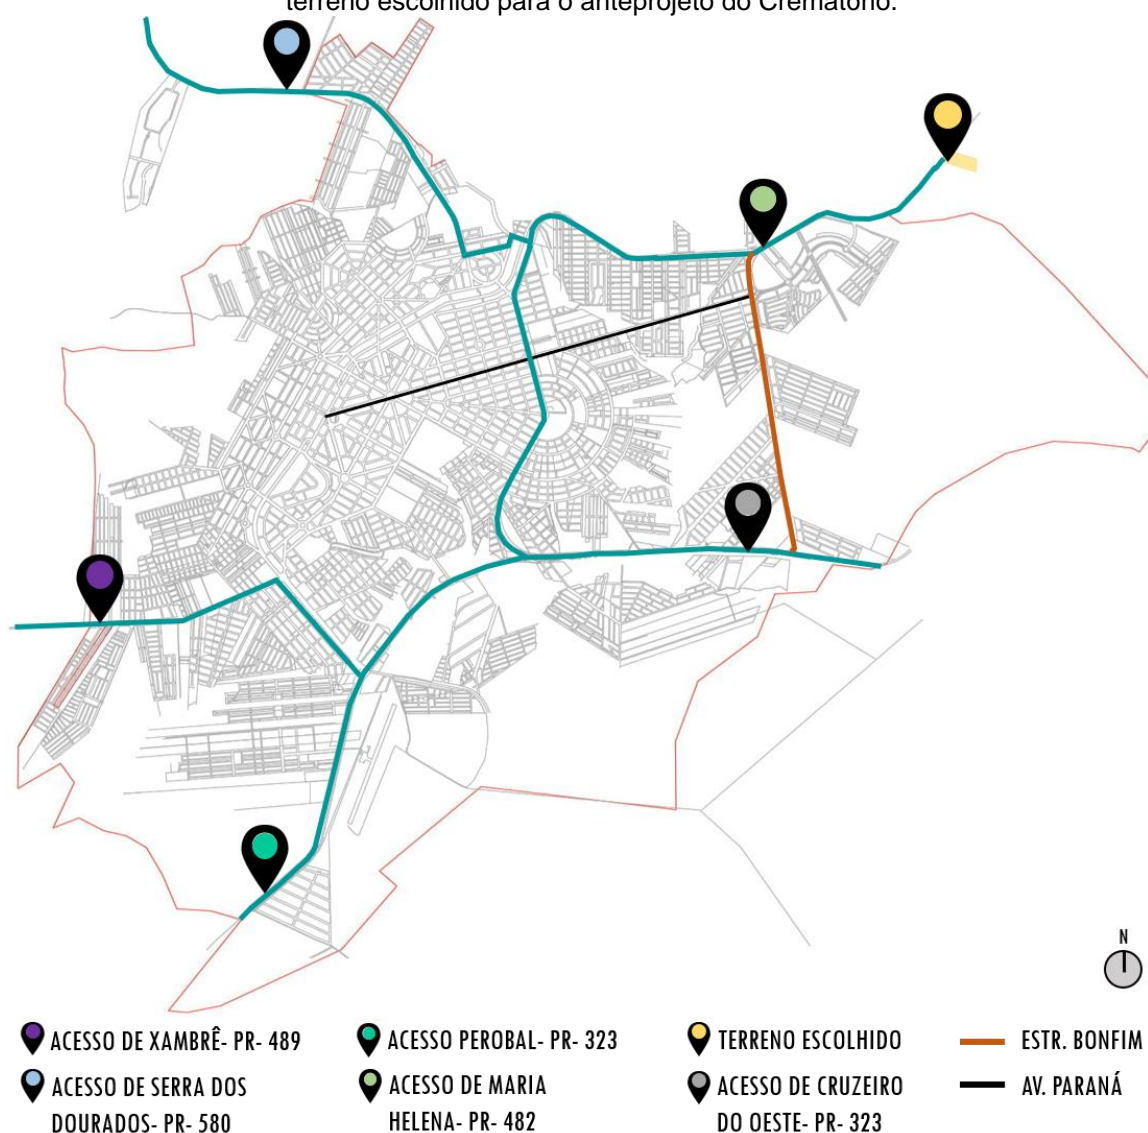 terreno escolhido para o anteprojeto do Crematório.
N
ACESSO DE XAMBRÊ- PR- 489
ACESSO DE SERRA DOS
DOURADOS- PR- 580
ACESSO PEROBAL- PR- 323
ACESSO DE MARIA
HELENA- PR- 482
TERRENO ESCOLHIDO
ACESSO DE CRUZEIRO
DO OESTE- PR- 323
ESTR. BONFIM
AV. PARANÁ